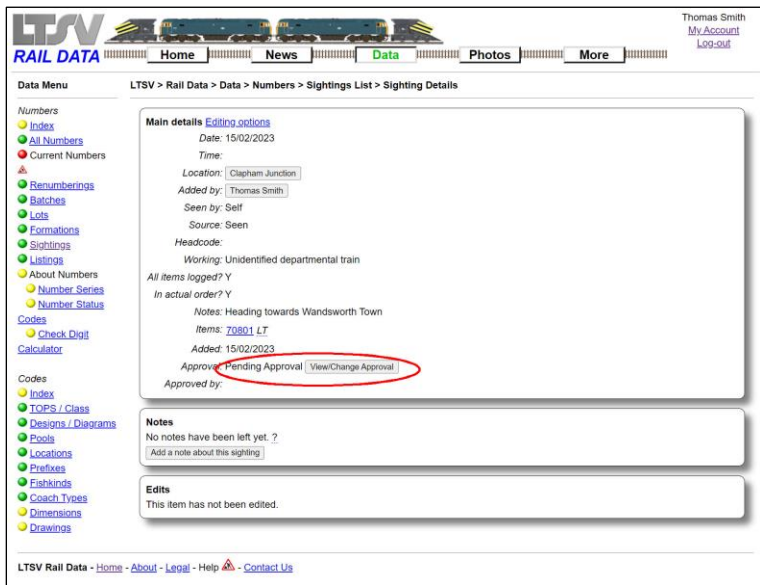 LTSV
RAIL DATA
Home
News
Data
Photos
More
Thomas Smith
My Account
Log-out
Data Menu
Numbers
Index
All Numbers
Current Numbers
Renumberings
Batches
Lots
Formations
Sightings
Listings
About Numbers
Number Series
Number Status
Codes
Check Digit
Calculator
Codes
Index
TOPS / Class
Designs / Diagrams
Pools
Locations
Prefixes
Fishkinds
Coach Types
Dimensions
Drawings
LTSV > Rail Data > Data > Numbers > Sightings List > Sighting Details
Main details Editing options
Date: 15/02/2023
Time:
Location: Clapham Junction
Added by: Thomas Smith
Seen by: Self
Source: Seen
Headcode:
Working: Unidentified departmental train
All items logged? Y
In actual order? Y
Notes: Heading towards Wandsworth Town
Items: 70801 LT
Added: 15/02/2023
Approval: Pending Approval View/Change Approval
Approved by:
Notes
No notes have been left yet. ?
Add a note about this sighting
Edits
This item has not been edited.
LTSV Rail Data - Home - About - Legal - Help - Contact Us